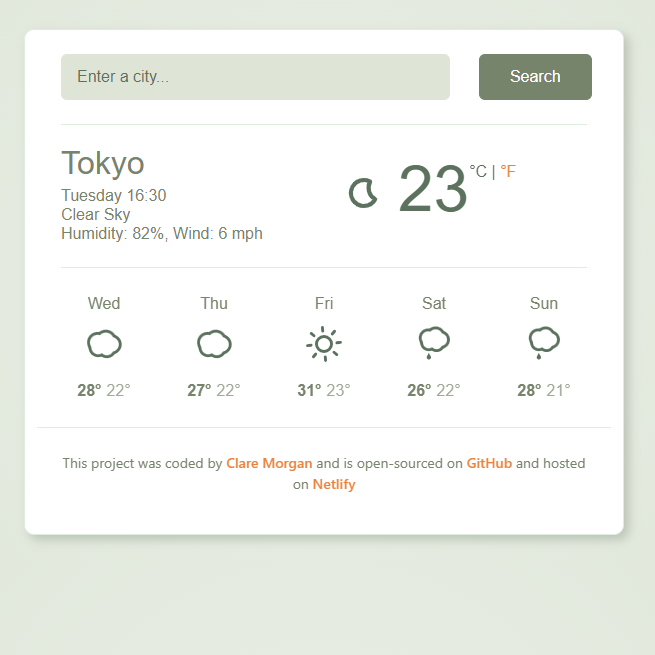 Enter a city...
Search
Tokyo
Tuesday 16:30
Clear Sky
Humidity: 82%, Wind: 6 mph
23 °C | °F
Wed Thu Fri Sat Sun
28° 22° 27° 22° 31° 23° 26° 22° 28° 21°
This project was coded by Clare Morgan and is open-sourced on GitHub and hosted
on Netlify